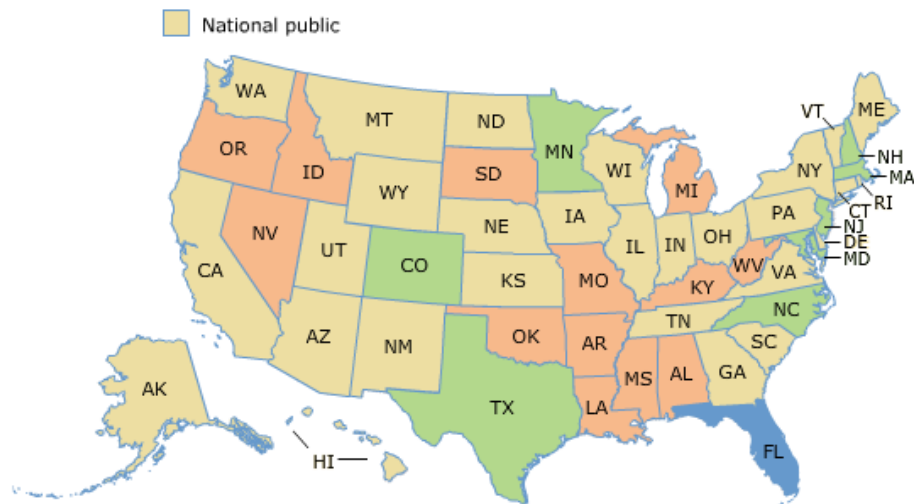 National public
WA
MT
ND
MN
ME
VT
OR
ID
SD
WI
MI
NY
NH
MA
WY
RI
CT
NE
IA
PA
NJ
NV
UT
CO
IL
IN
OH
DE
MD
CA
KS
MO
WV
VA
KY
NC
TN
AZ
NM
OK
AR
SC
AK
MS
AL
GA
TX
LA
FL
HI